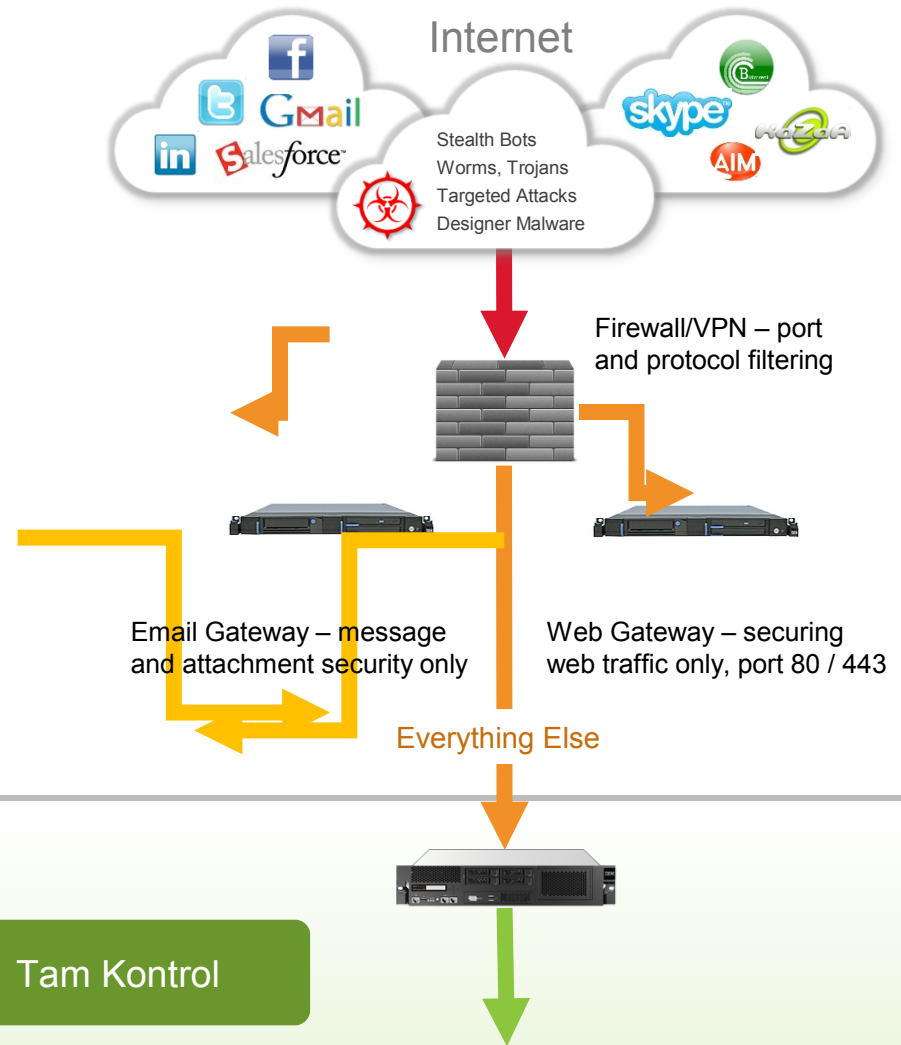 Internet
f
t
GMail
in
salesforce
Stealth Bots
Worms, Trojans
Targeted Attacks
Designer Malware
skype
KaZaA
AIM
Firewall/VPN – port
and protocol filtering
Email Gateway – message
and attachment security only
Web Gateway – securing
web traffic only, port 80 / 443
Everything Else
Tam Kontrol